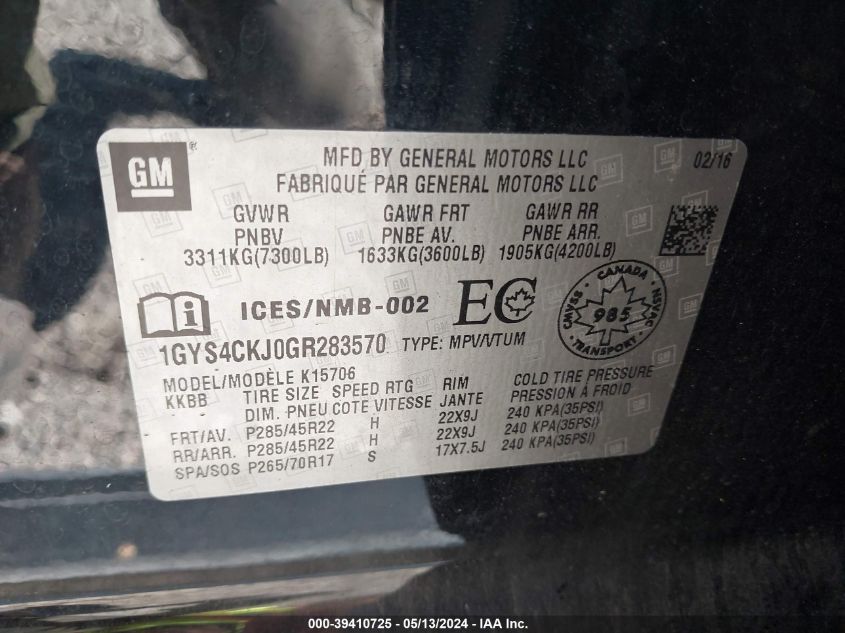 GM
MFD BY GENERAL MOTORS LLC 02/16
FABRIQUÉ PAR GENERAL MOTORS LLC
GVWR GAWR FRT GAWR RR
PNBV PNBE AV. PNBE ARR.
3311KG(7300LB) 1633KG(3600LB) 1905KG(4200LB)
i ICES/NMB-002 EC
CANADA
CMVSS 985 NSVAC
TRANSPORT
1GYS4CKJ0GR283570 TYPE: MPV/VTUM
MODEL/MODÈLE K15706
KKBB TIRE SIZE SPEED RTG RIM COLD TIRE PRESSURE
DIM. PNEU COTE VITESSE JANTE PRESSION À FROID
FRT/AV. P285/45R22 H 22X9J 240 KPA(35PSI)
RR/ARR. P285/45R22 H 22X9J 240 KPA(35PSI)
SPA/SOS P265/70R17 S 17X7.5J 240 KPA(35PSI)
000-39410725 - 05/13/2024 - IAA Inc.